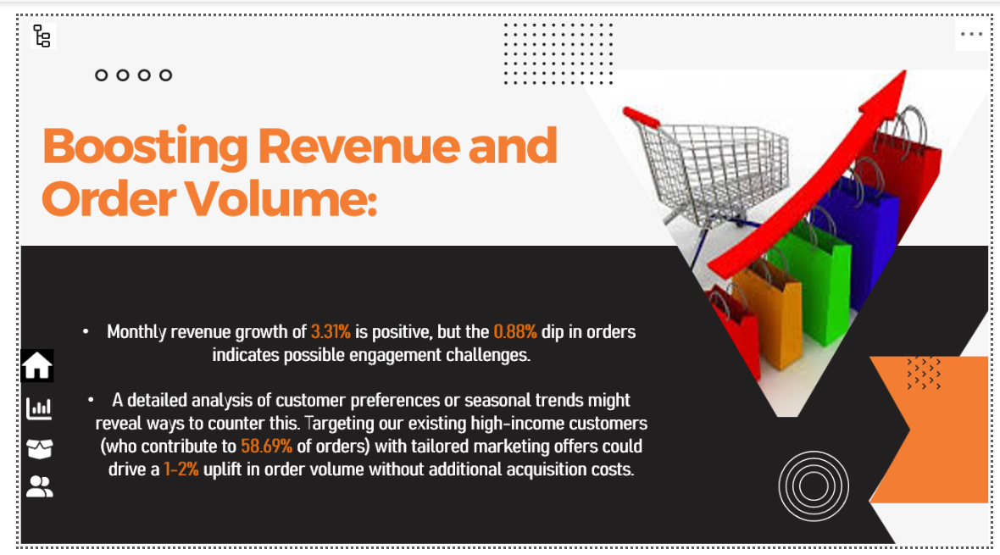 Boosting Revenue and
Order Volume:
• Monthly revenue growth of 3.31% is positive, but the 0.88% dip in orders
indicates possible engagement challenges.
• A detailed analysis of customer preferences or seasonal trends might
reveal ways to counter this. Targeting our existing high-income customers
(who contribute to 58.69% of orders) with tailored marketing offers could
drive a 1-2% uplift in order volume without additional acquisition costs.